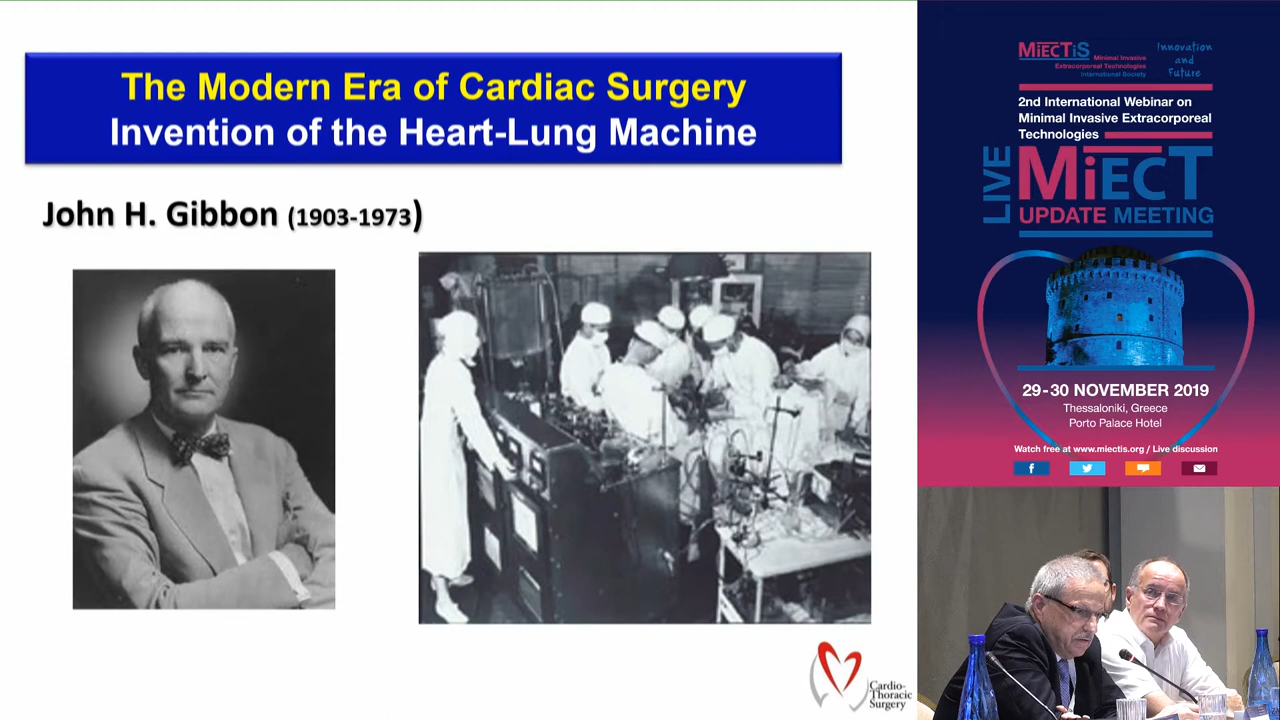 The Modern Era of Cardiac Surgery
Invention of the Heart-Lung Machine
John H. Gibbon (1903-1973)
Cardio-
Thoracic
Surgery
MiECTiS
Minimal Invasive
Extracorporeal Technologies
International Society
Innovation
and
Future
2nd International Webinar on
Minimal Invasive Extracorporeal
Technologies
LIVE
MiECT
UPDATE MEETING
29-30 NOVEMBER 2019
Thessaloniki, Greece
Porto Palace Hotel
Watch free at www.miectis.org / Live discussion